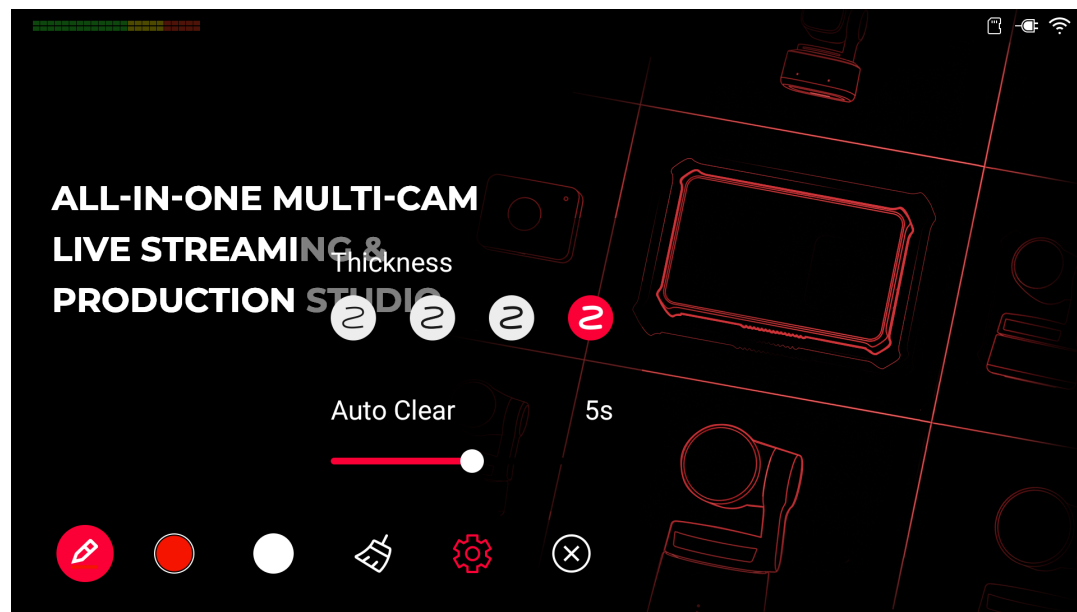 ALL-IN-ONE MULTI-CAM
LIVE STREAMING &
PRODUCTION STUDIO
Thickness
Auto Clear 5s